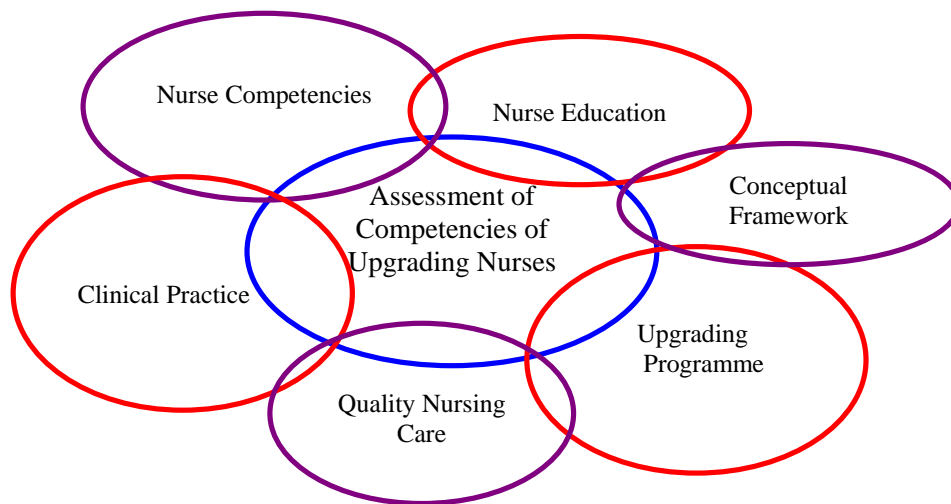 Nurse Competencies
Nurse Education
Assessment of
Competencies of
Upgrading Nurses
Conceptual
Framework
Clinical Practice
Upgrading
Programme
Quality Nursing
Care